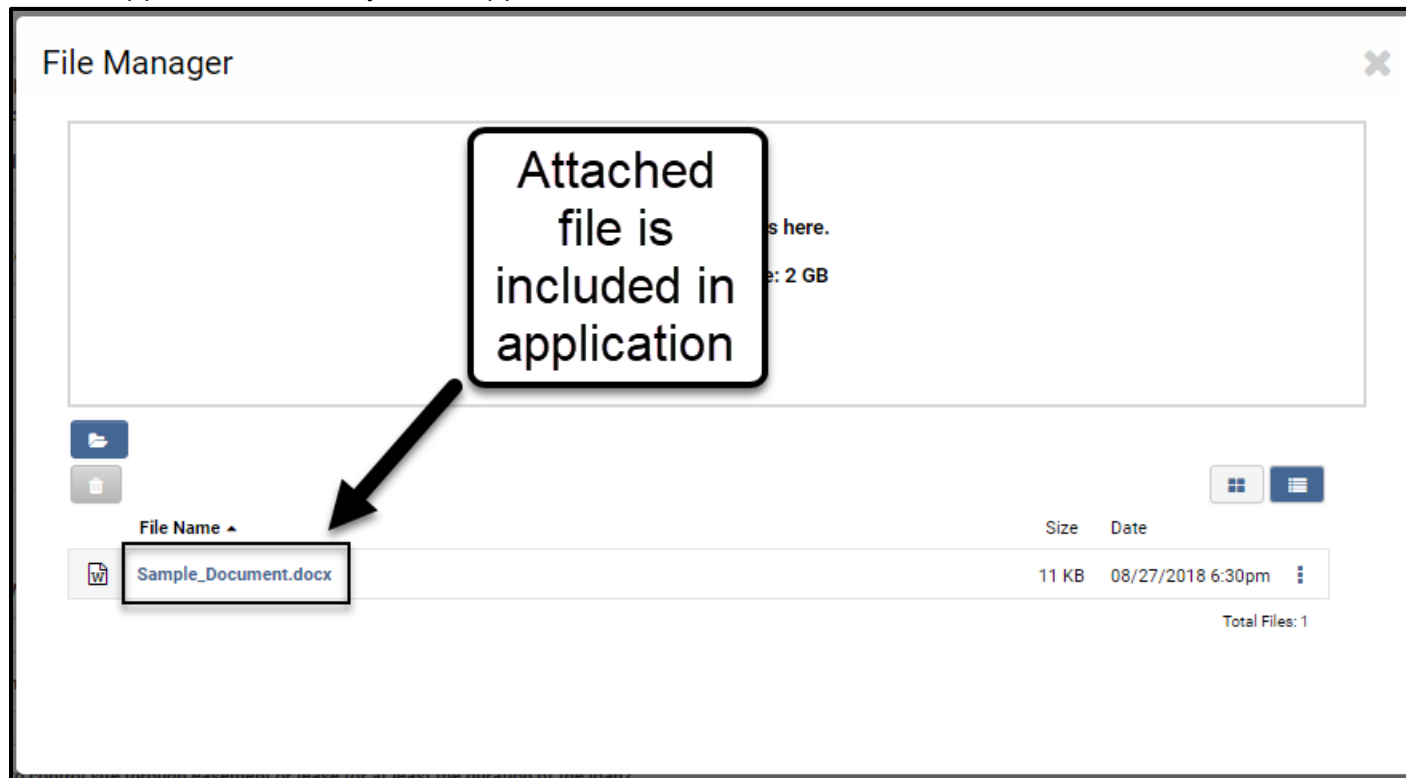 File Manager
Attached
file is
included in
application
s here.
: 2 GB
File Name
Size
Date
Sample_Document.docx
11 KB
08/27/2018 6:30pm
Total Files: 1